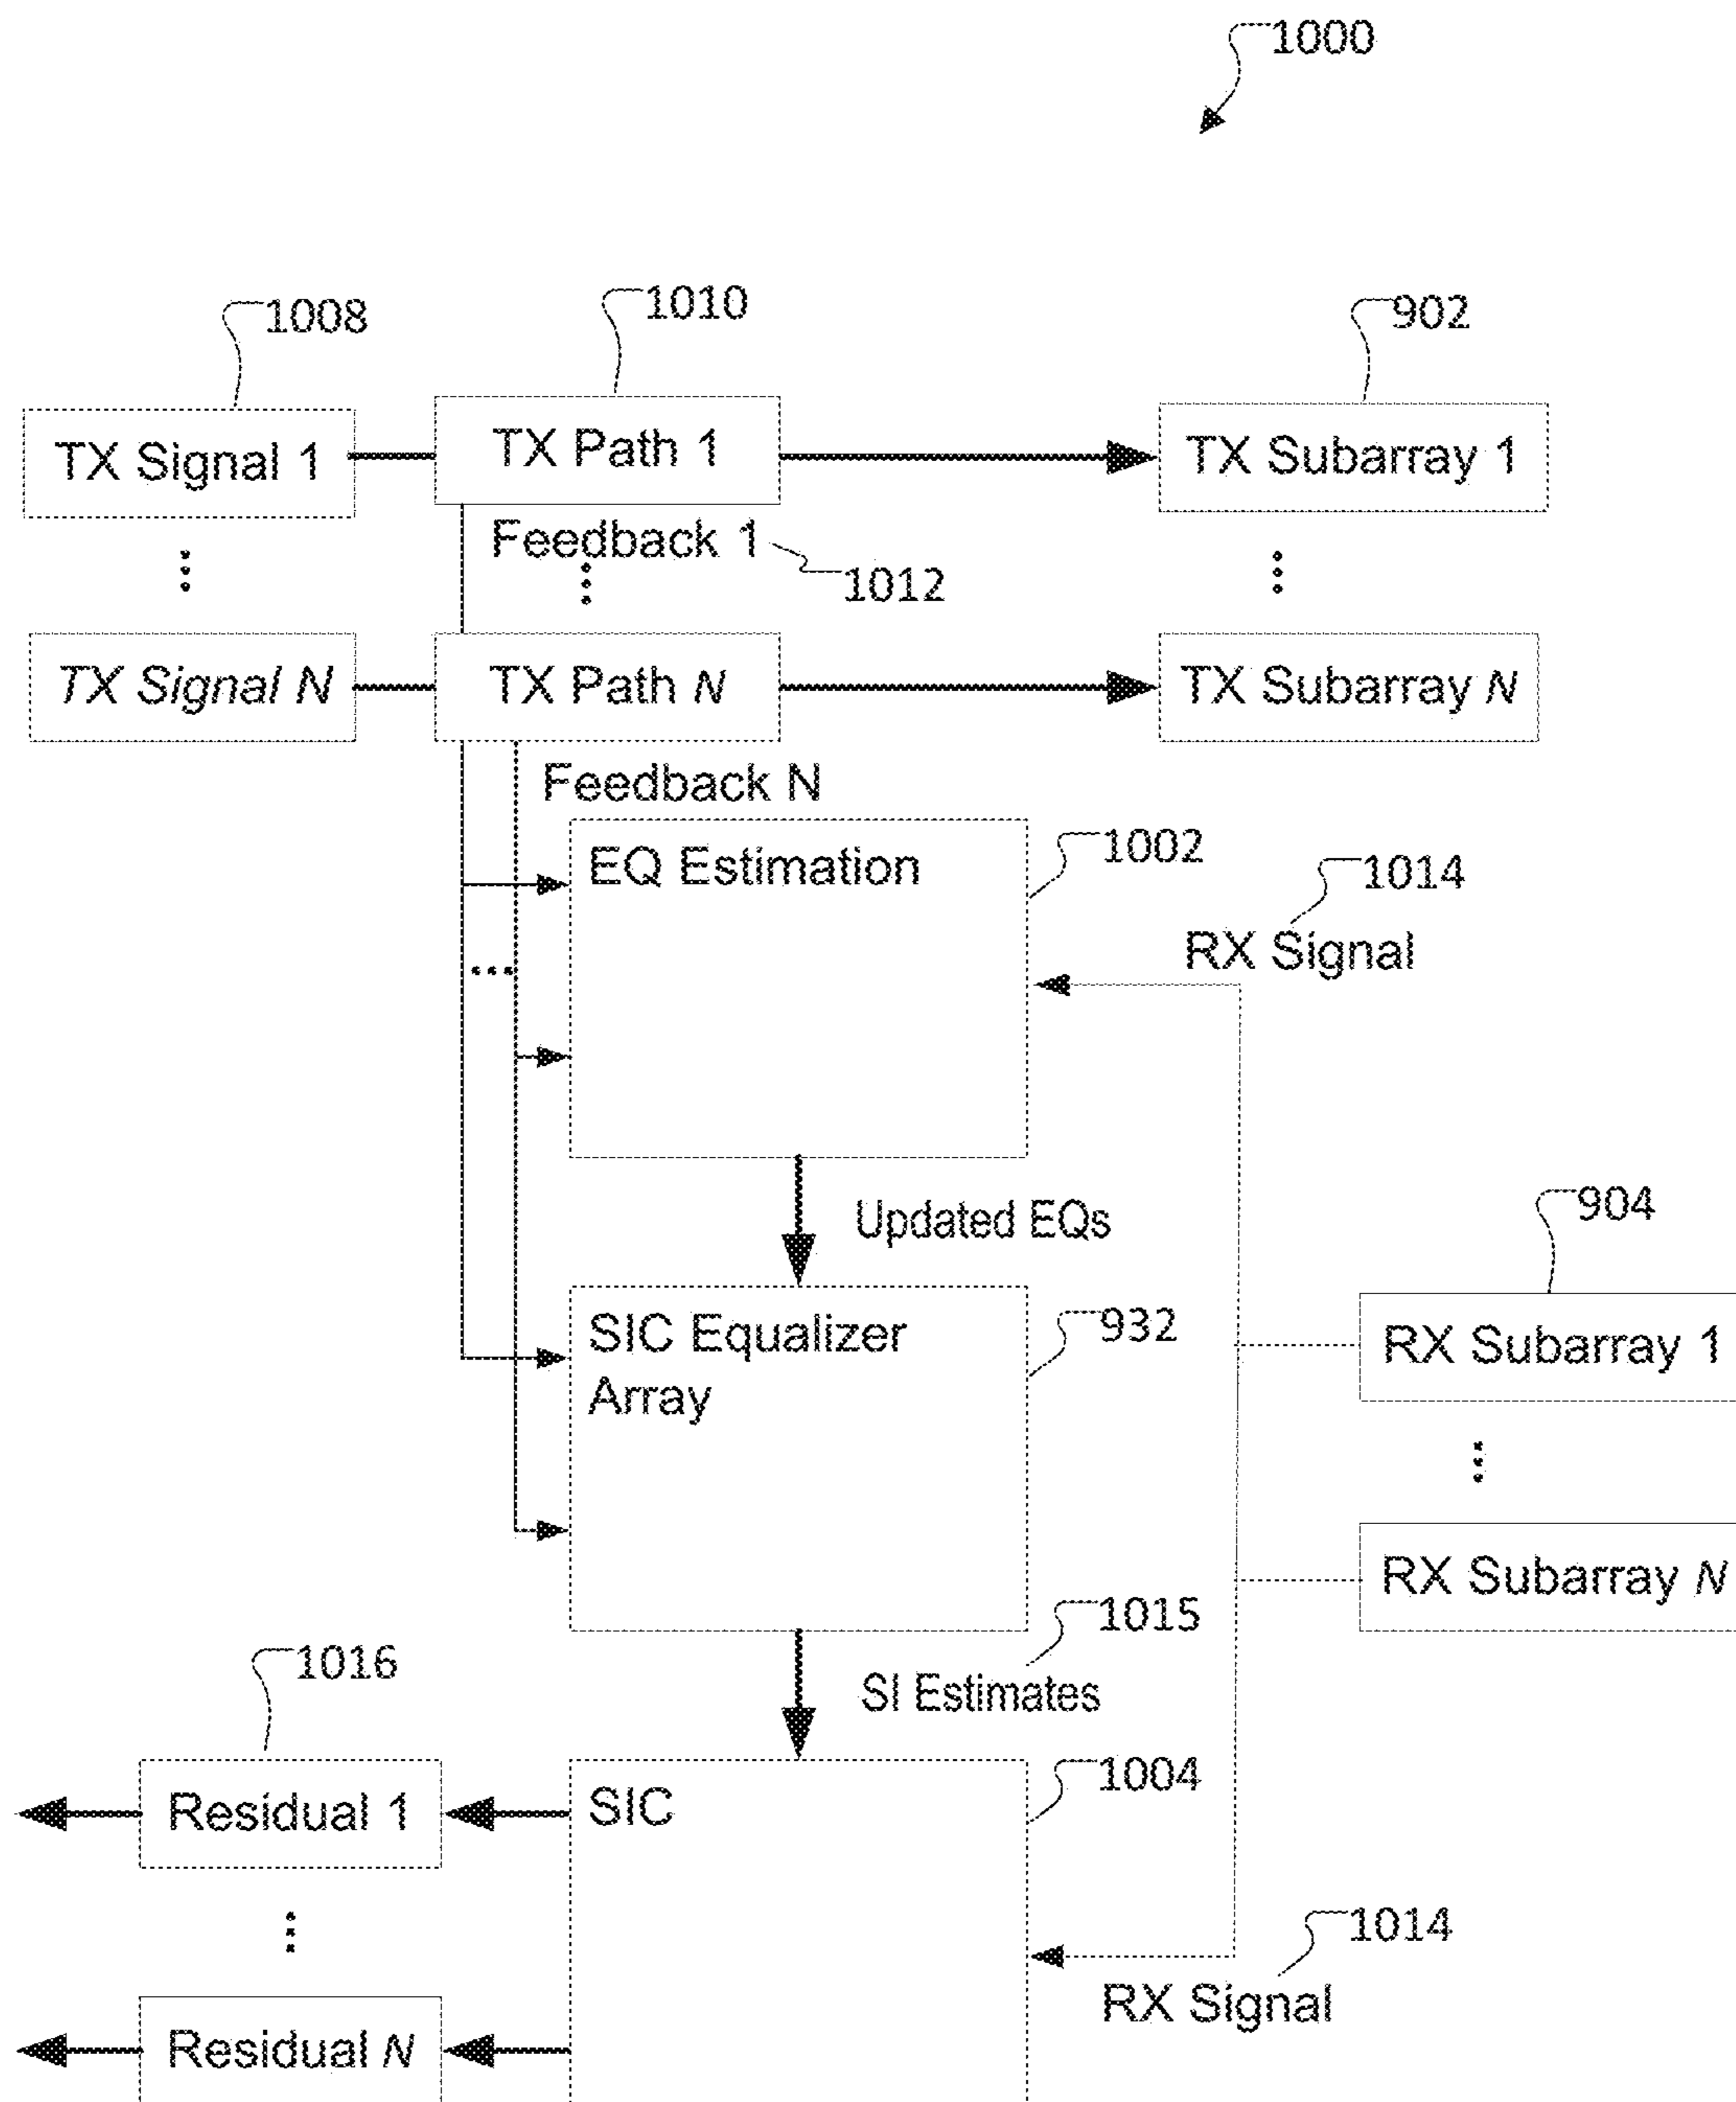 1000
1008
1010
902
TX Signal 1
TX Path 1
TX Subarray 1
Feedback 1
1012
TX Signal N
TX Path N
TX Subarray N
Feedback N
EQ Estimation
1002
1014
RX Signal
Updated EQs
904
SIC Equalizer
Array
932
RX Subarray 1
RX Subarray N
1015
SI Estimates
1016
Residual 1
SIC
1004
1014
RX Signal
Residual N